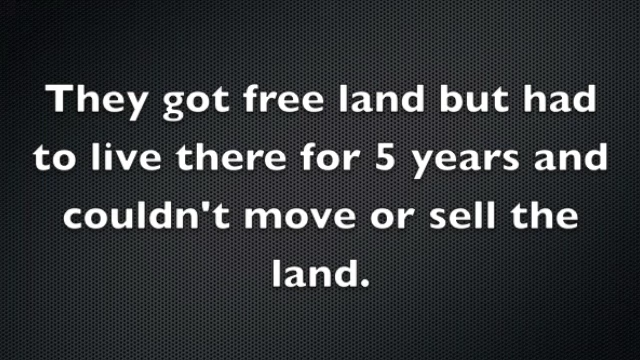 They got free land but had
to live there for 5 years and
couldn't move or sell the
land.